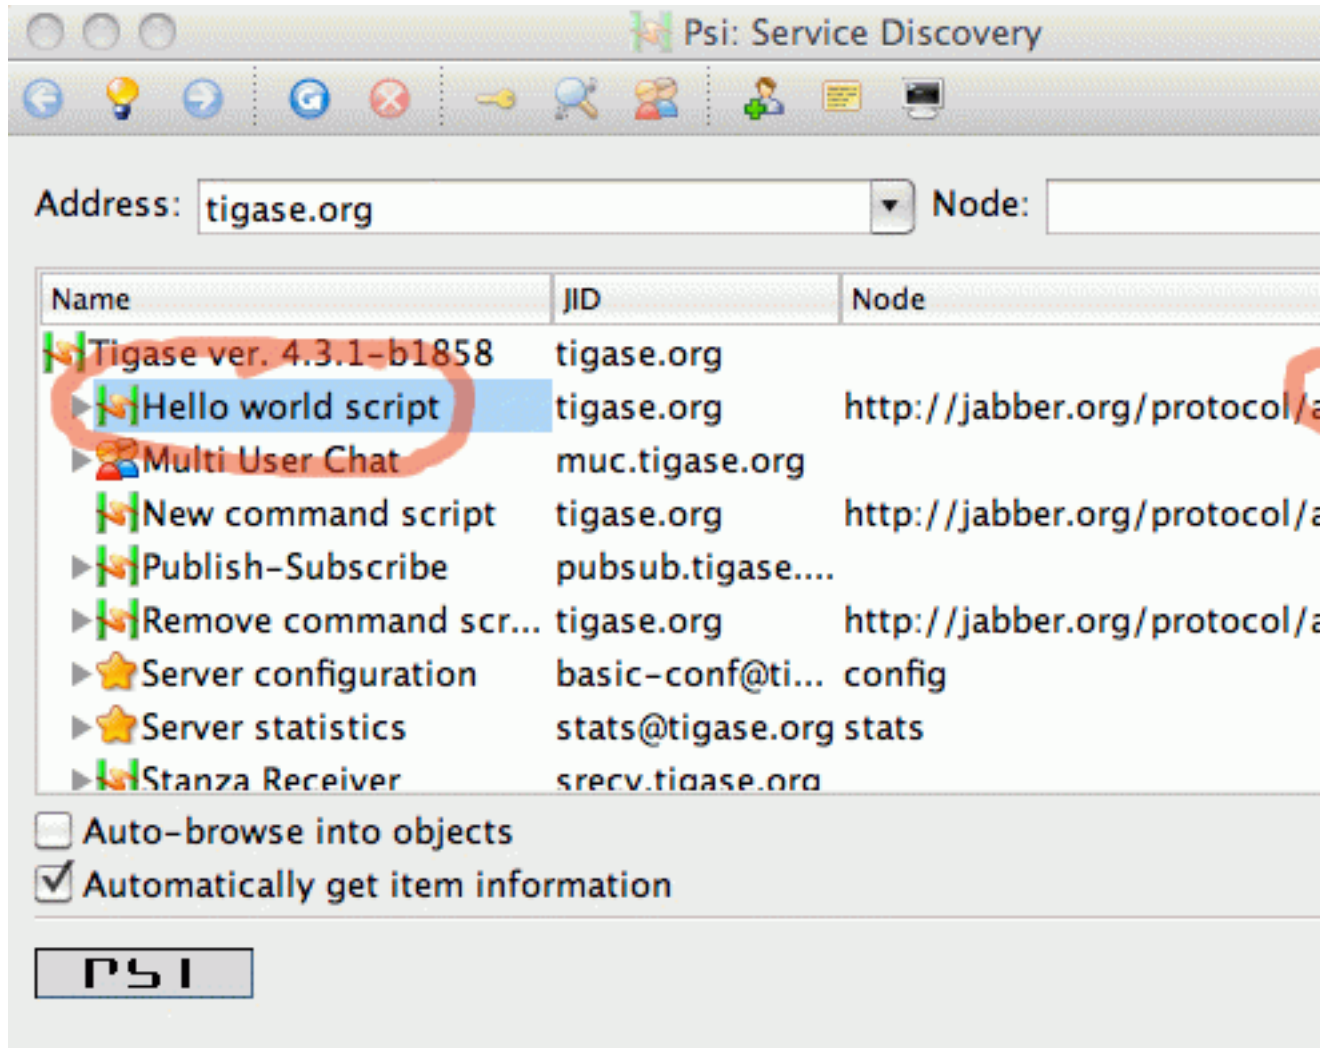 Psi: Service Discovery
Address: tigase.org Node:
Name JID Node
Tigase ver. 4.3.1-b1858 tigase.org
Hello world script tigase.org http://jabber.org/protocol/a
Multi User Chat muc.tigase.org
New command script tigase.org http://jabber.org/protocol/a
Publish-Subscribe pubsub.tigase....
Remove command scr... tigase.org http://jabber.org/protocol/a
Server configuration basic-conf@ti... config
Server statistics stats@tigase.org stats
Stanza Receiver srecv.tigase.org
Auto-browse into objects
Automatically get item information
PSI